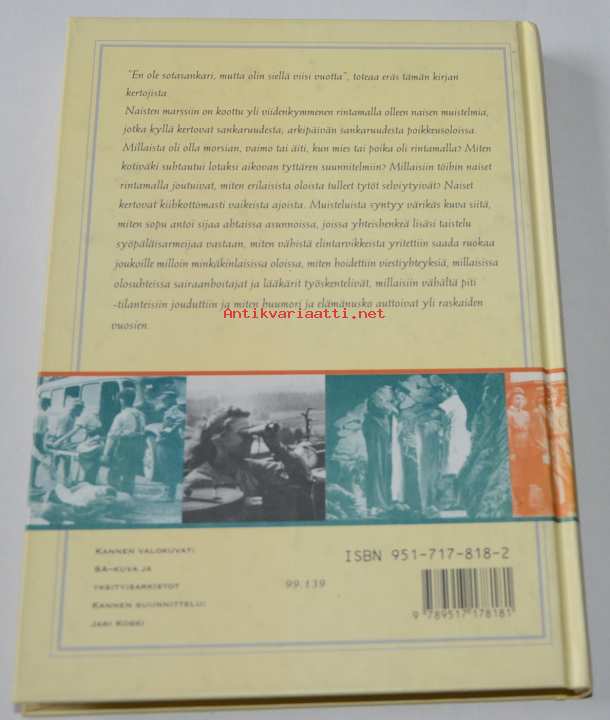 "En ole sotasankari, mutta olin siellä viisi vuotta", toteaa eräs tämän kirjan
kertojista.
Naisten marssiin on koottu yli viidenkymmenen rintamalla olleen naisen muistelmia,
jotka kyllä kertovat sankaruudesta, arkipäivän sankaruudesta poikkeusoloissa.
Millaista oli olla morsian, vaimo tai äiti, kun mies tai poika oli rintamalla? Miten
kotiväki suhtautui lotaksi aikovan tyttären suunnitelmiin? Millaisiin töihin naiset
rintamalla joutuivat, miten erilaisista oloista tulleet tytöt selviytyivät? Naiset
kertovat kiihkottomasti vaikeista ajoista. Muisteluista syntyy värikäs kuva siitä,
miten sopu antoi sijaa ahtaissa asunnoissa, joissa yhteishenkeä lisäsi taistelu
syöpäläisarmeijaa vastaan, miten vähistä elintarvikkeista yritettiin saada ruokaa
joukoille milloin minkäkinlaisissa oloissa, miten hoidettiin viestiyhteyksiä, millaisissa
olosuhteissa sairaanhoitajat ja lääkärit työskentelivät, millaisiin vähältä piti
-tilanteisiin jouduttiin ja miten huumori ja elämänusko auttoivat yli raskaiden
vuosien.
Antikvariaatti.net
KANNEN VALOKUVAT:
SA-KUVA JA
YKSITYISARKISTOT
KANNEN SUUNNITTELU:
JARI KOSKI
99.139
ISBN 951-717-818-2
9 789517 178181